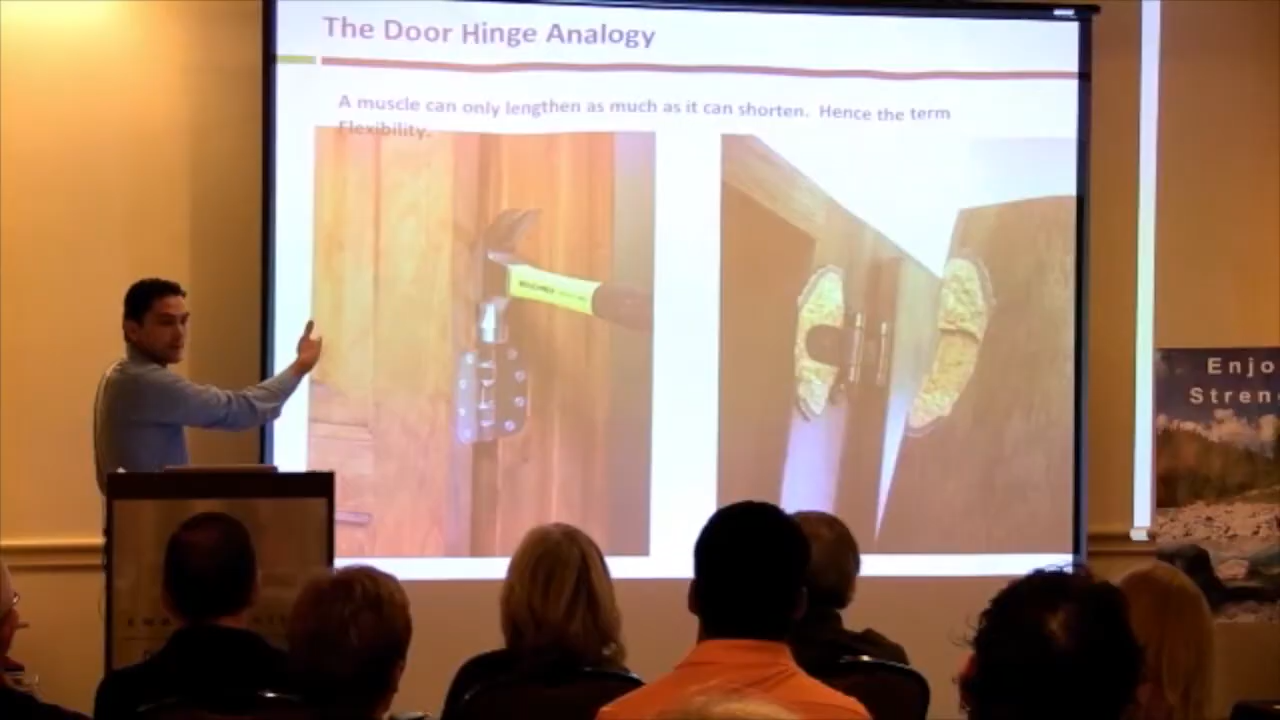 The Door Hinge Analogy
A muscle can only lengthen as much as it can shorten. Hence the term
Flexibility.
Enjo
Stren